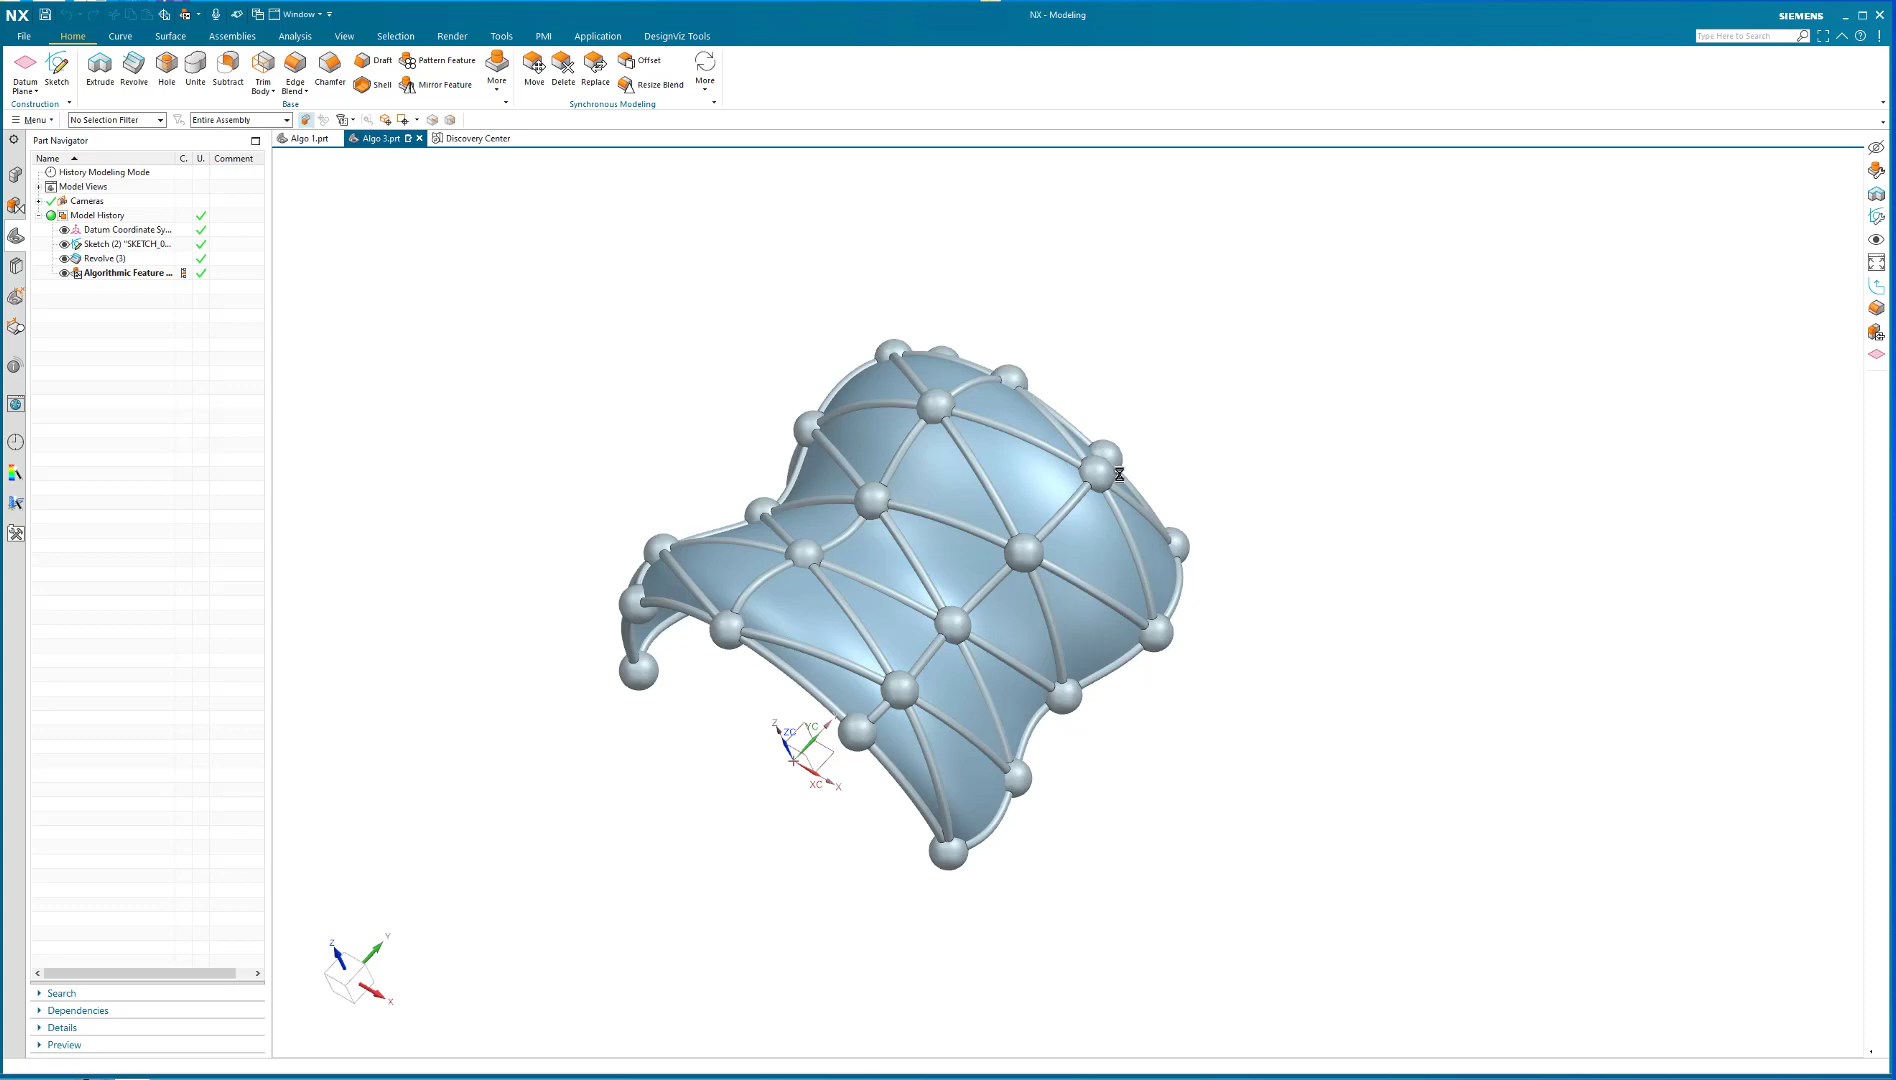 NX
Window
NX - Modeling
SIEMENS
File Home Curve Surface Assemblies Analysis View Selection Render Tools PMI Application DesignViz Tools
Type Here to Search
Datum Plane
Sketch
Extrude
Revolve
Hole
Unite
Subtract
Trim Body
Edge Blend
Chamfer
Draft
Shell
Pattern Feature
Mirror Feature
More
Move
Delete
Replace
Offset
Resize Blend
More
Construction
Base
Synchronous Modeling
Menu
No Selection Filter
Entire Assembly
Part Navigator
Algo 1.prt
Algo 3.prt
Discovery Center
Name C. U. Comment
History Modeling Mode
Model Views
Cameras
Model History
Datum Coordinate Sy...
Sketch (2) "SKETCH_0...
Revolve (3)
Algorithmic Feature ...
Z
ZC
YC
XC
X
Z
Y
X
Search
Dependencies
Details
Preview